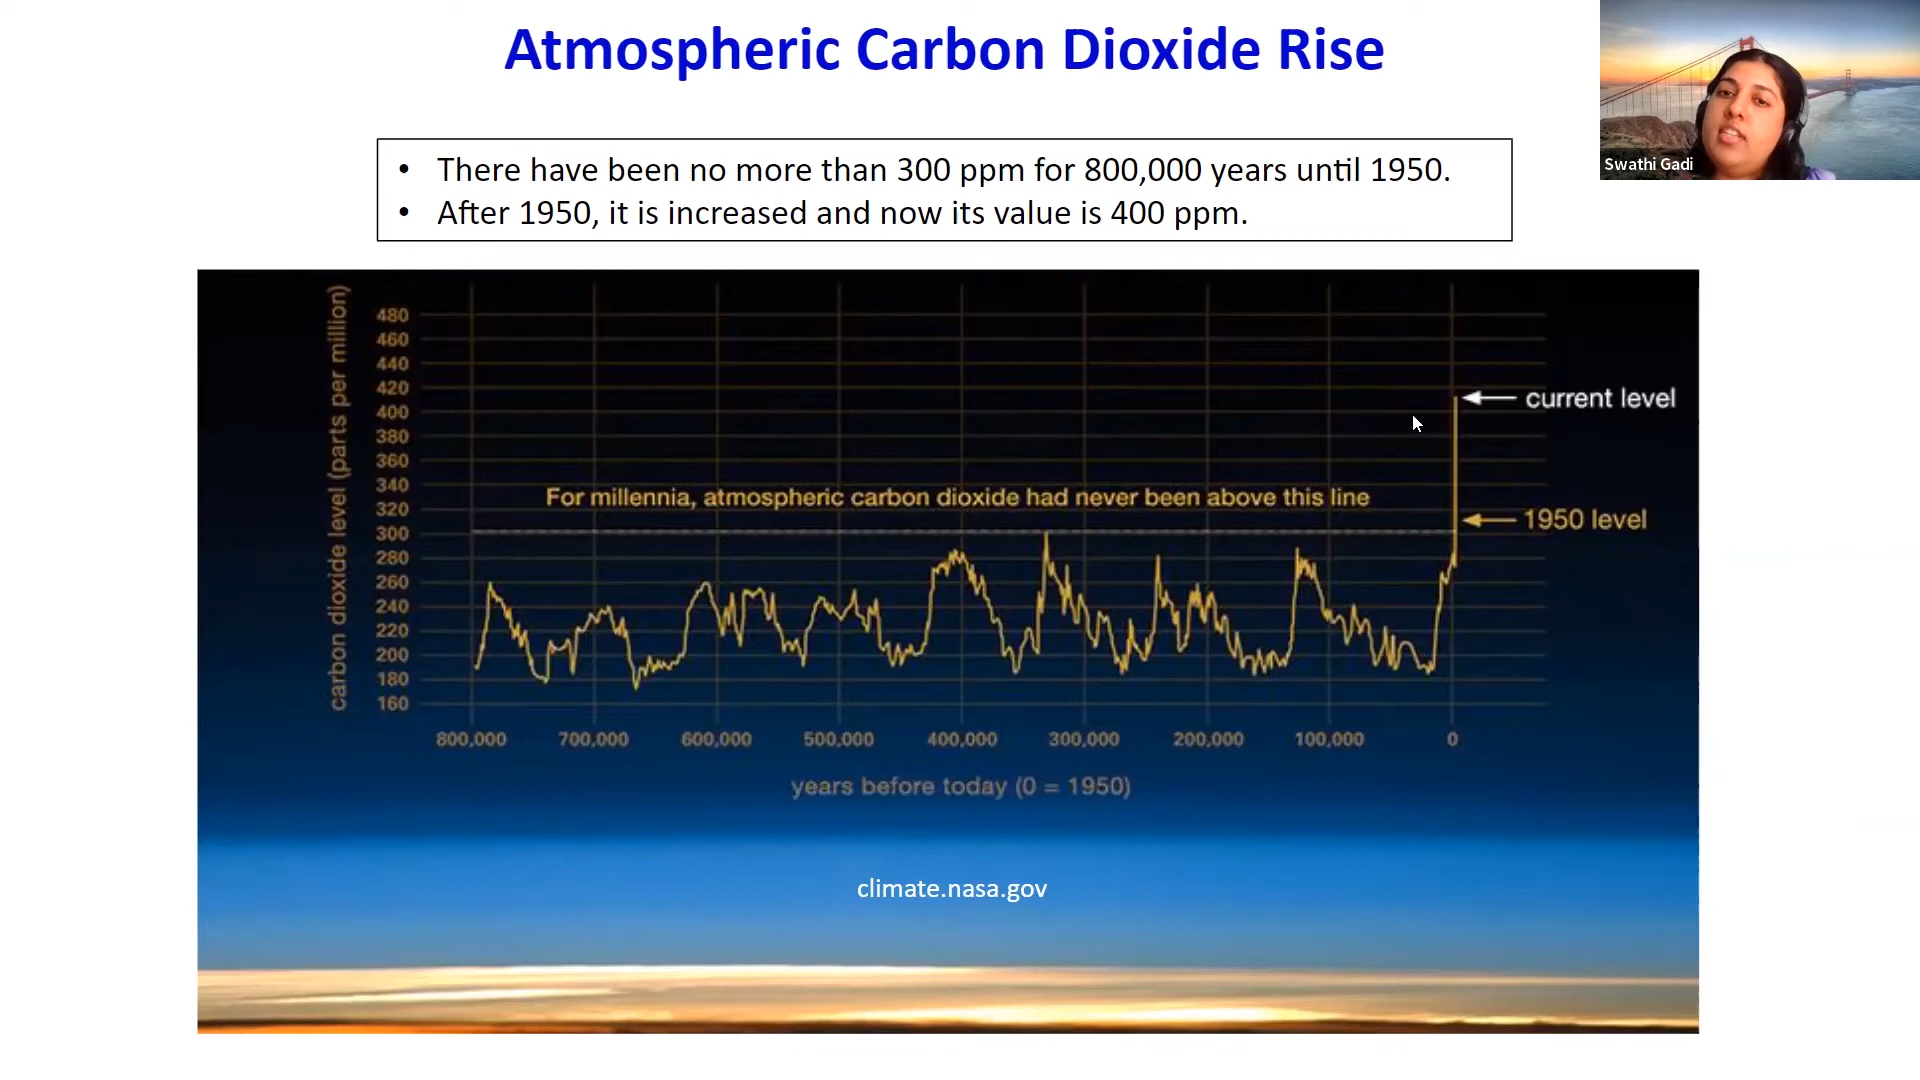 Atmospheric Carbon Dioxide Rise
Swathi Gadi
• There have been no more than 300 ppm for 800,000 years until 1950.
• After 1950, it is increased and now its value is 400 ppm.
carbon dioxide level (parts per million)
480
460
440
420
400
380
360
340
320
300
280
260
240
220
200
180
160
current level
For millennia, atmospheric carbon dioxide had never been above this line
1950 level
800,000 700,000 600,000 500,000 400,000 300,000 200,000 100,000 0
years before today (0 = 1950)
climate.nasa.gov